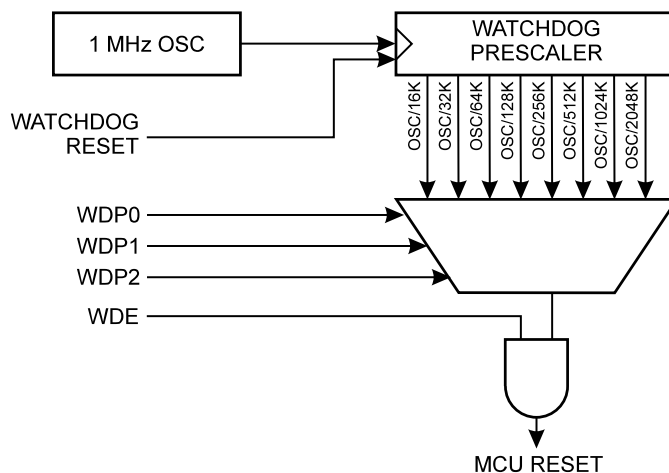 1 MHz OSC
WATCHDOG
PRESCALER
WATCHDOG
RESET
OSC/16K
OSC/32K
OSC/64K
OSC/128K
OSC/256K
OSC/512K
OSC/1024K
OSC/2048K
WDP0
WDP1
WDP2
WDE
MCU RESET